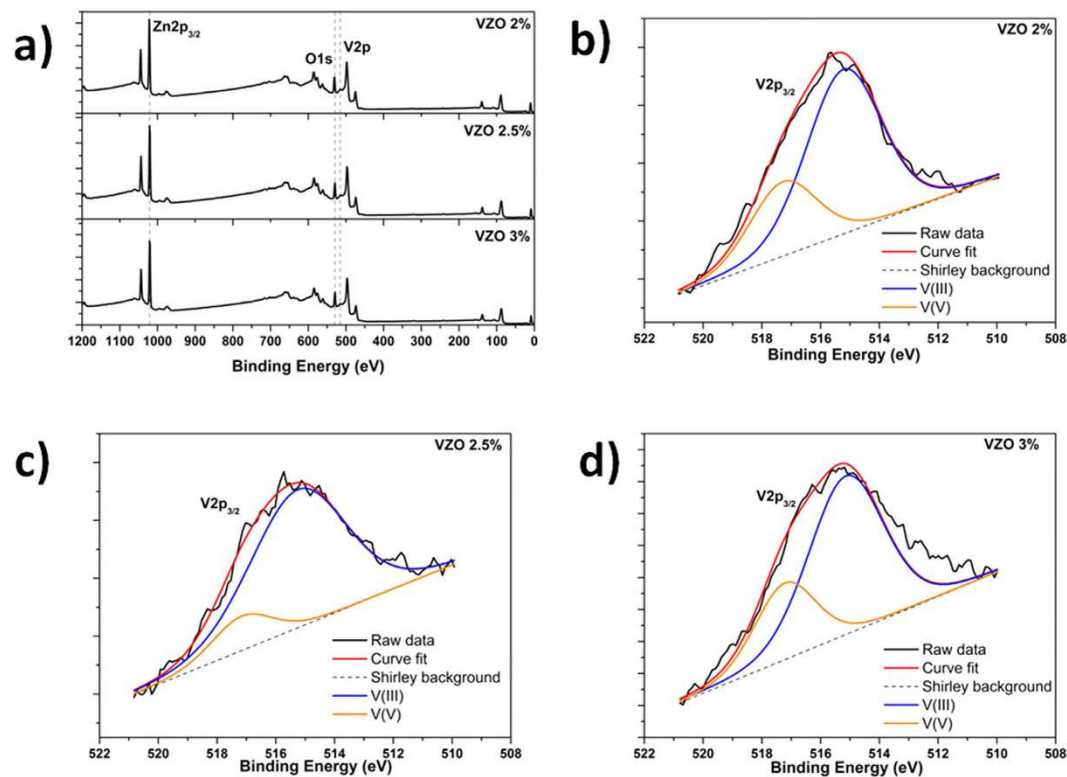 a)
VZO 2%
Zn2p3/2
O1s
V2p
VZO 2.5%
VZO 3%
1200 1100 1000 900 800 700 600 500 400 300 200 100 0
Binding Energy (eV)
b)
VZO 2%
V2p3/2
Raw data
Curve fit
Shirley background
V(III)
V(V)
522 520 518 516 514 512 510 508
Binding Energy (eV)
c)
VZO 2.5%
V2p3/2
Raw data
Curve fit
Shirley background
V(III)
V(V)
522 520 518 516 514 512 510 508
Binding Energy (eV)
d)
VZO 3%
V2p3/2
Raw data
Curve fit
Shirley background
V(III)
V(V)
522 520 518 516 514 512 510 508
Binding Energy (eV)